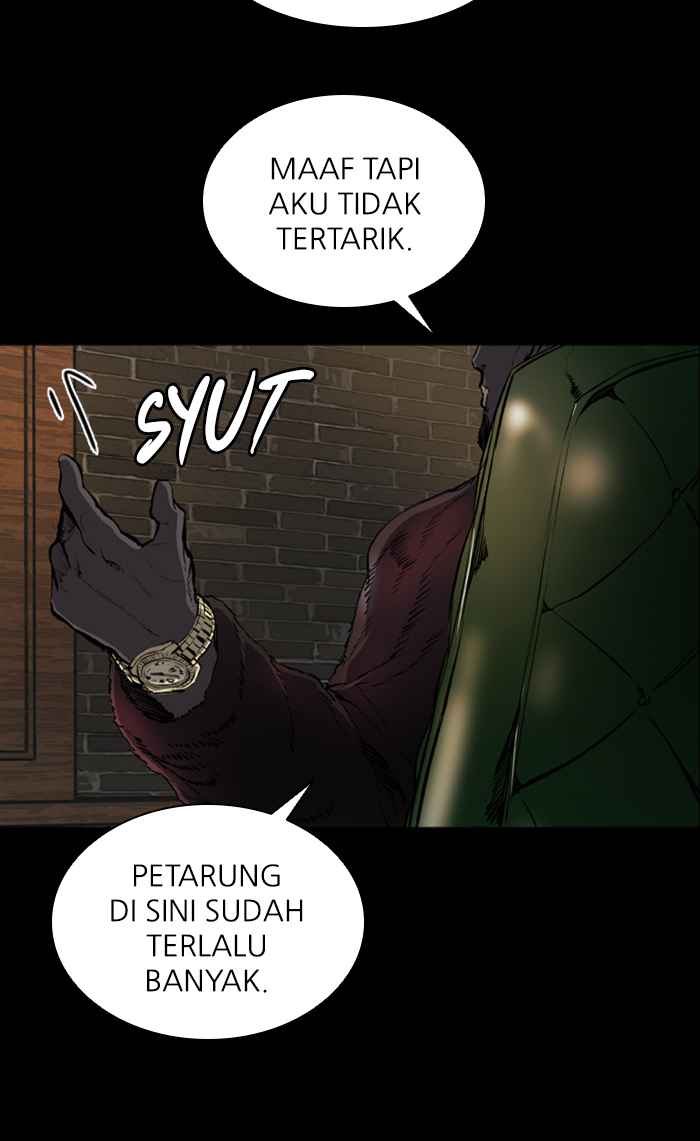 MAAF TAPI
AKU TIDAK
TERTARIK.
SYUT
PETARUNG
DI SINI SUDAH
TERLALU
BANYAK.